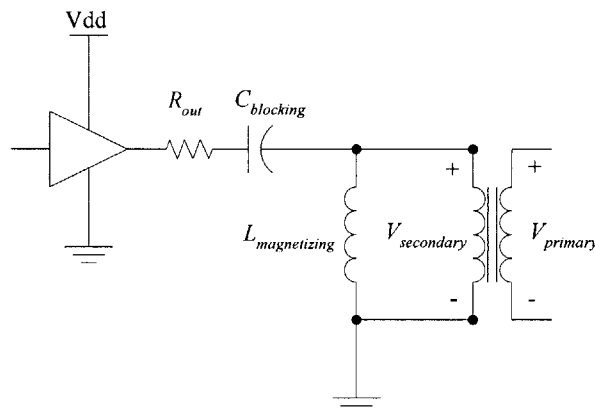 Vdd
R_out
C_blocking
+
+
L_magnetizing
V_secondary
V_primary
-
-